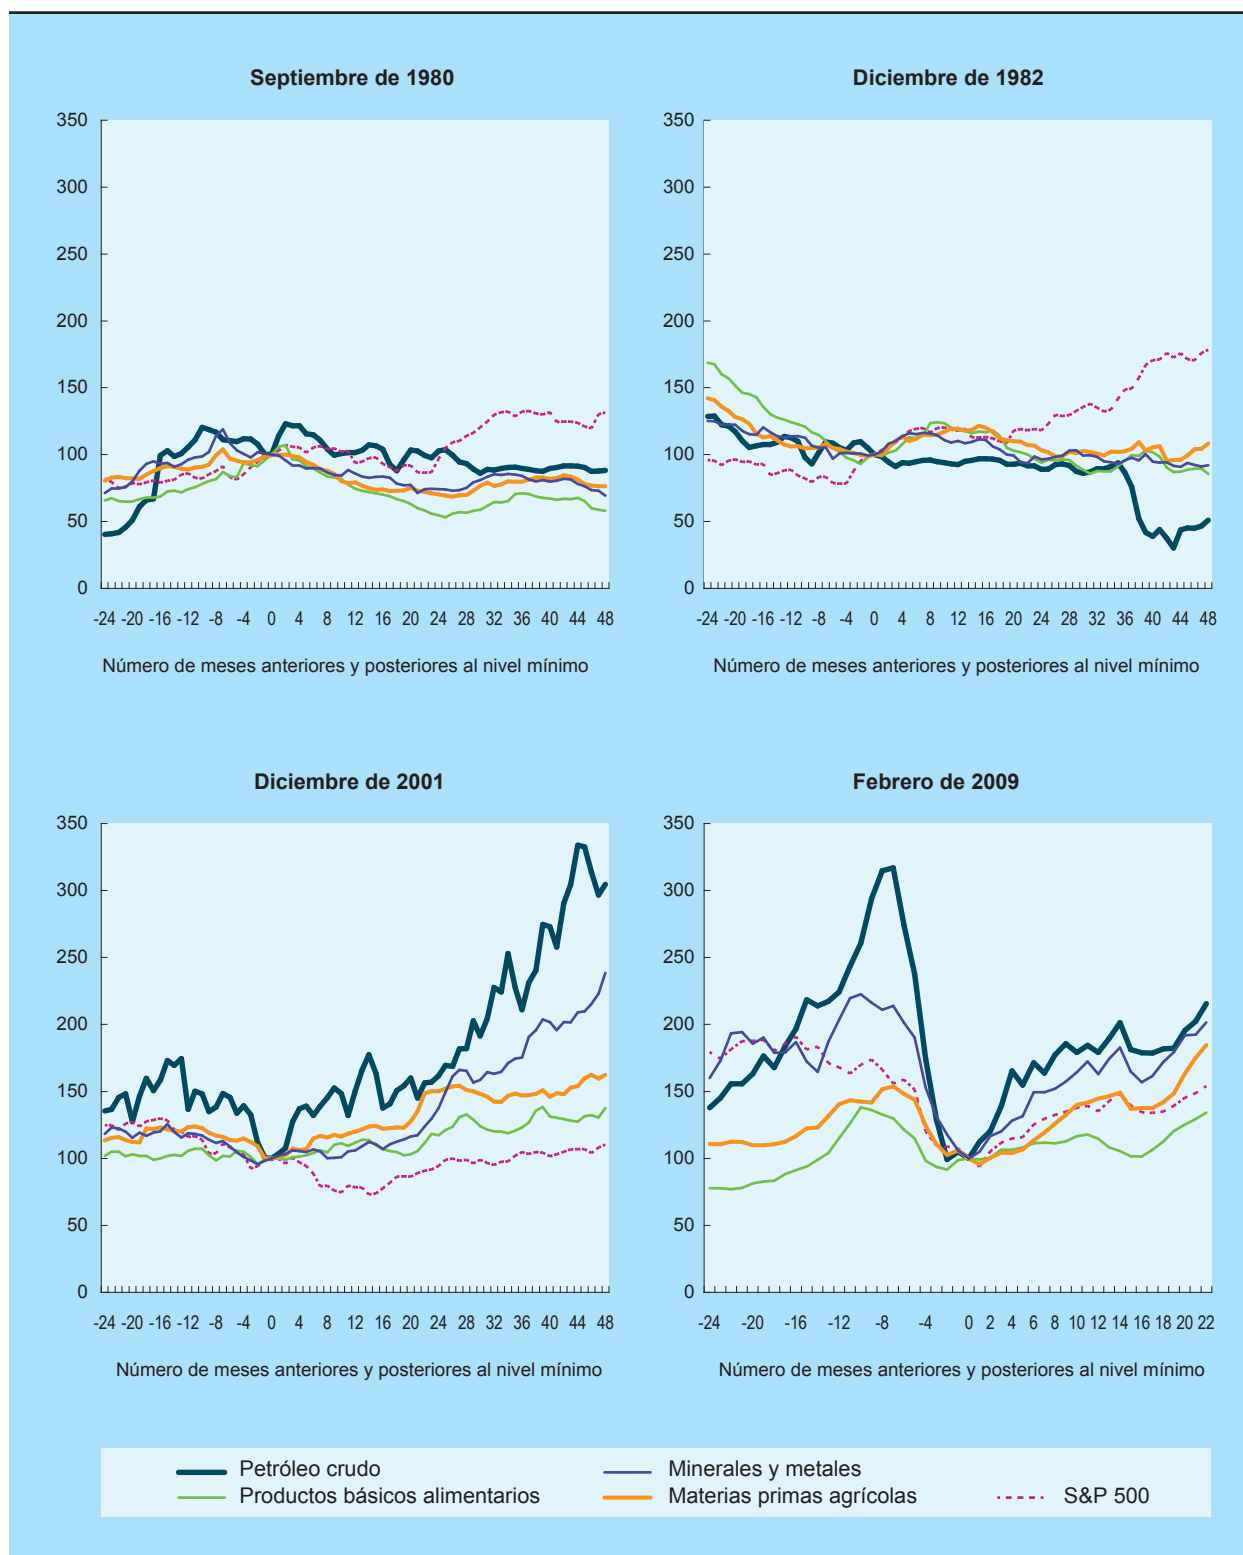 Septiembre de 1980
350
300
250
200
150
100
50
0
-24 -20 -16 -12 -8 -4 0 4 8 12 16 20 24 28 32 36 40 44 48
Número de meses anteriores y posteriores al nivel mínimo
Diciembre de 1982
350
300
250
200
150
100
50
0
-24 -20 -16 -12 -8 -4 0 4 8 12 16 20 24 28 32 36 40 44 48
Número de meses anteriores y posteriores al nivel mínimo
Diciembre de 2001
350
300
250
200
150
100
50
0
-24 -20 -16 -12 -8 -4 0 4 8 12 16 20 24 28 32 36 40 44 48
Número de meses anteriores y posteriores al nivel mínimo
Febrero de 2009
350
300
250
200
150
100
50
0
-24 -20 -16 -12 -8 -4 0 2 4 6 8 10 12 14 16 18 20 22
Número de meses anteriores y posteriores al nivel mínimo
Petróleo crudo
Minerales y metales
Productos básicos alimentarios
Materias primas agrícolas
S&P 500